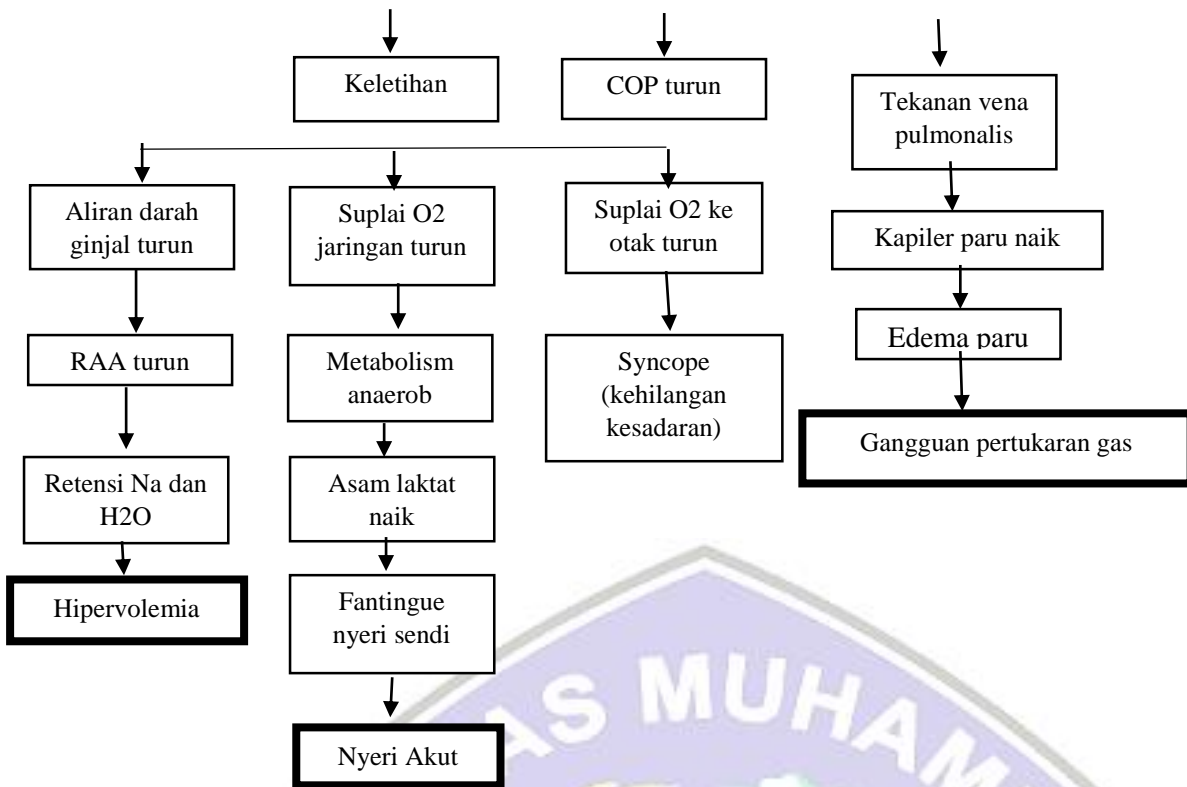 Keletihan
COP turun
Tekanan vena
pulmonalis
Aliran darah
ginjal turun
Suplai O2
jaringan turun
Suplai O2 ke
otak turun
Kapiler paru naik
RAA turun
Metabolism
anaerob
Syncope
(kehilangan
kesadaran)
Edema paru
Gangguan pertukaran gas
Retensi Na dan
H2O
Asam laktat
naik
Hipervolemia
Fantingue
nyeri sendi
Nyeri Akut
AS MUHAM